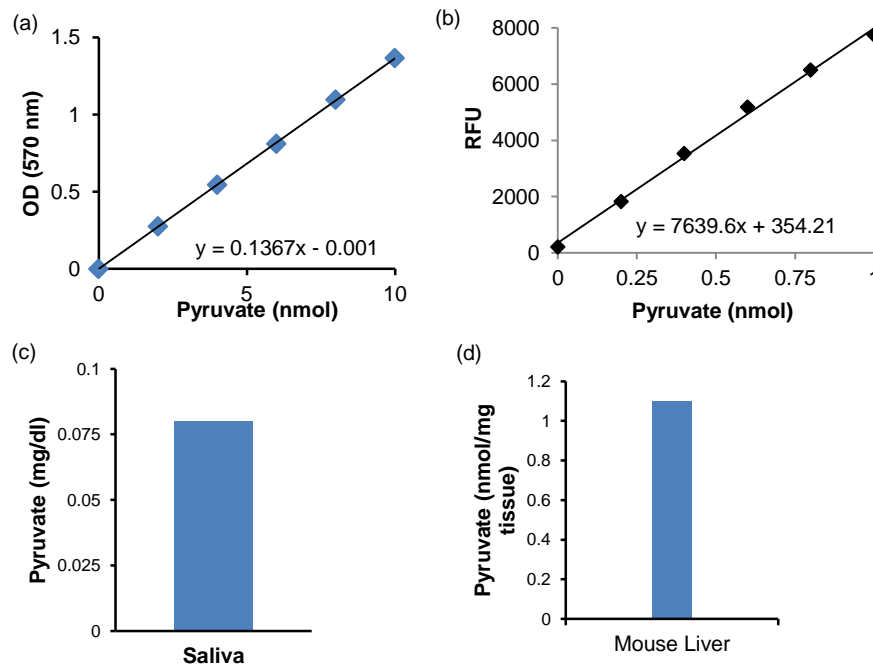 (a)
1.5
1
0.5
0
OD (570 nm)
y = 0.1367x - 0.001
0 5 10
Pyruvate (nmol)
(b)
8000
6000
4000
2000
0
RFU
y = 7639.6x + 354.21
0 0.25 0.5 0.75 1
Pyruvate (nmol)
(c)
0.1
0.075
0.05
0.025
0
Pyruvate (mg/dl)
Saliva
(d)
1.2
1
0.8
0.6
0.4
0.2
0
Pyruvate (nmol/mg
tissue)
Mouse Liver